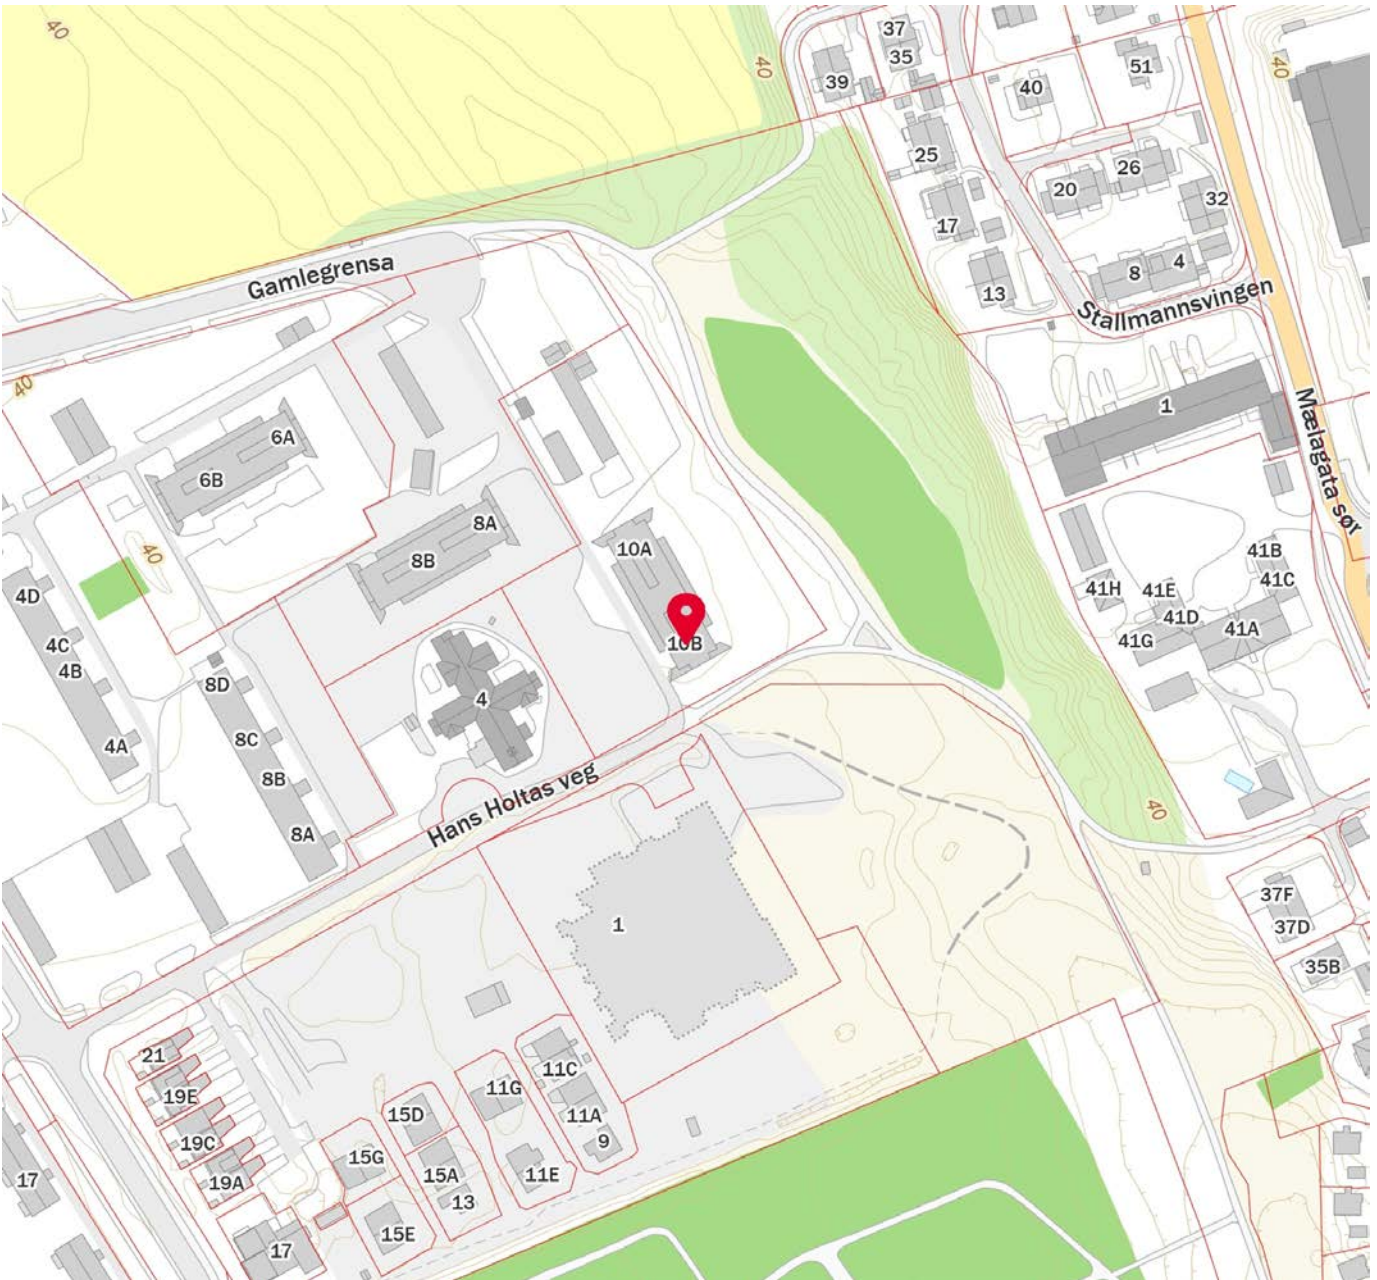 40
37
35
39
40
40
51
40
25
26
20
32
17
8
4
13
Gamlegrensa
Stallmannsvingen
40
1
Mælagata sør
6A
6B
8A
8B
10A
40
4D
4C
4B
4A
8D
8C
8B
8A
4
10B
41B
41C
41H
41E
41D
41G
41A
Hans Holtas veg
40
1
37F
37D
35B
21
19E
19C
19A
17
17
15G
15D
15A
13
15E
11G
11E
11C
11A
9